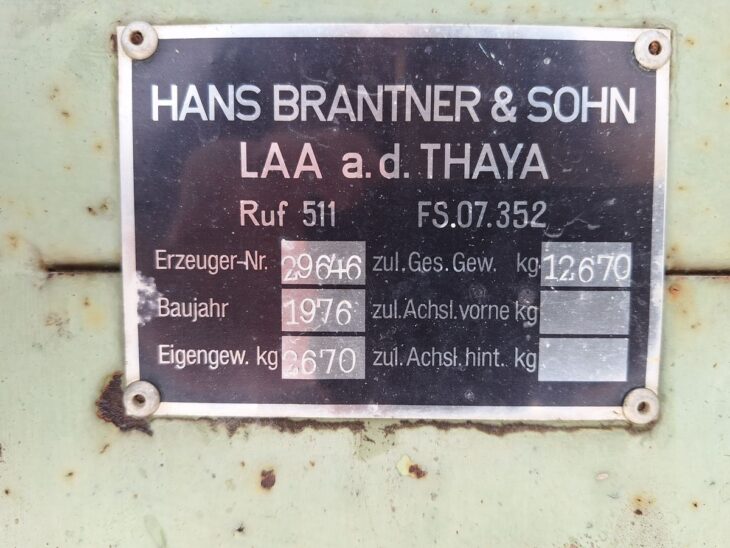 HANS BRANTNER & SOHN
LAA a.d. THAYA
Ruf 511 FS.07.352
Erzeuger-Nr. 29646 zul.Ges.Gew. kg 12670
Baujahr 1976 zul.Achsl.vorne kg
Eigengew. kg 2670 zul.Achsl.hint. kg